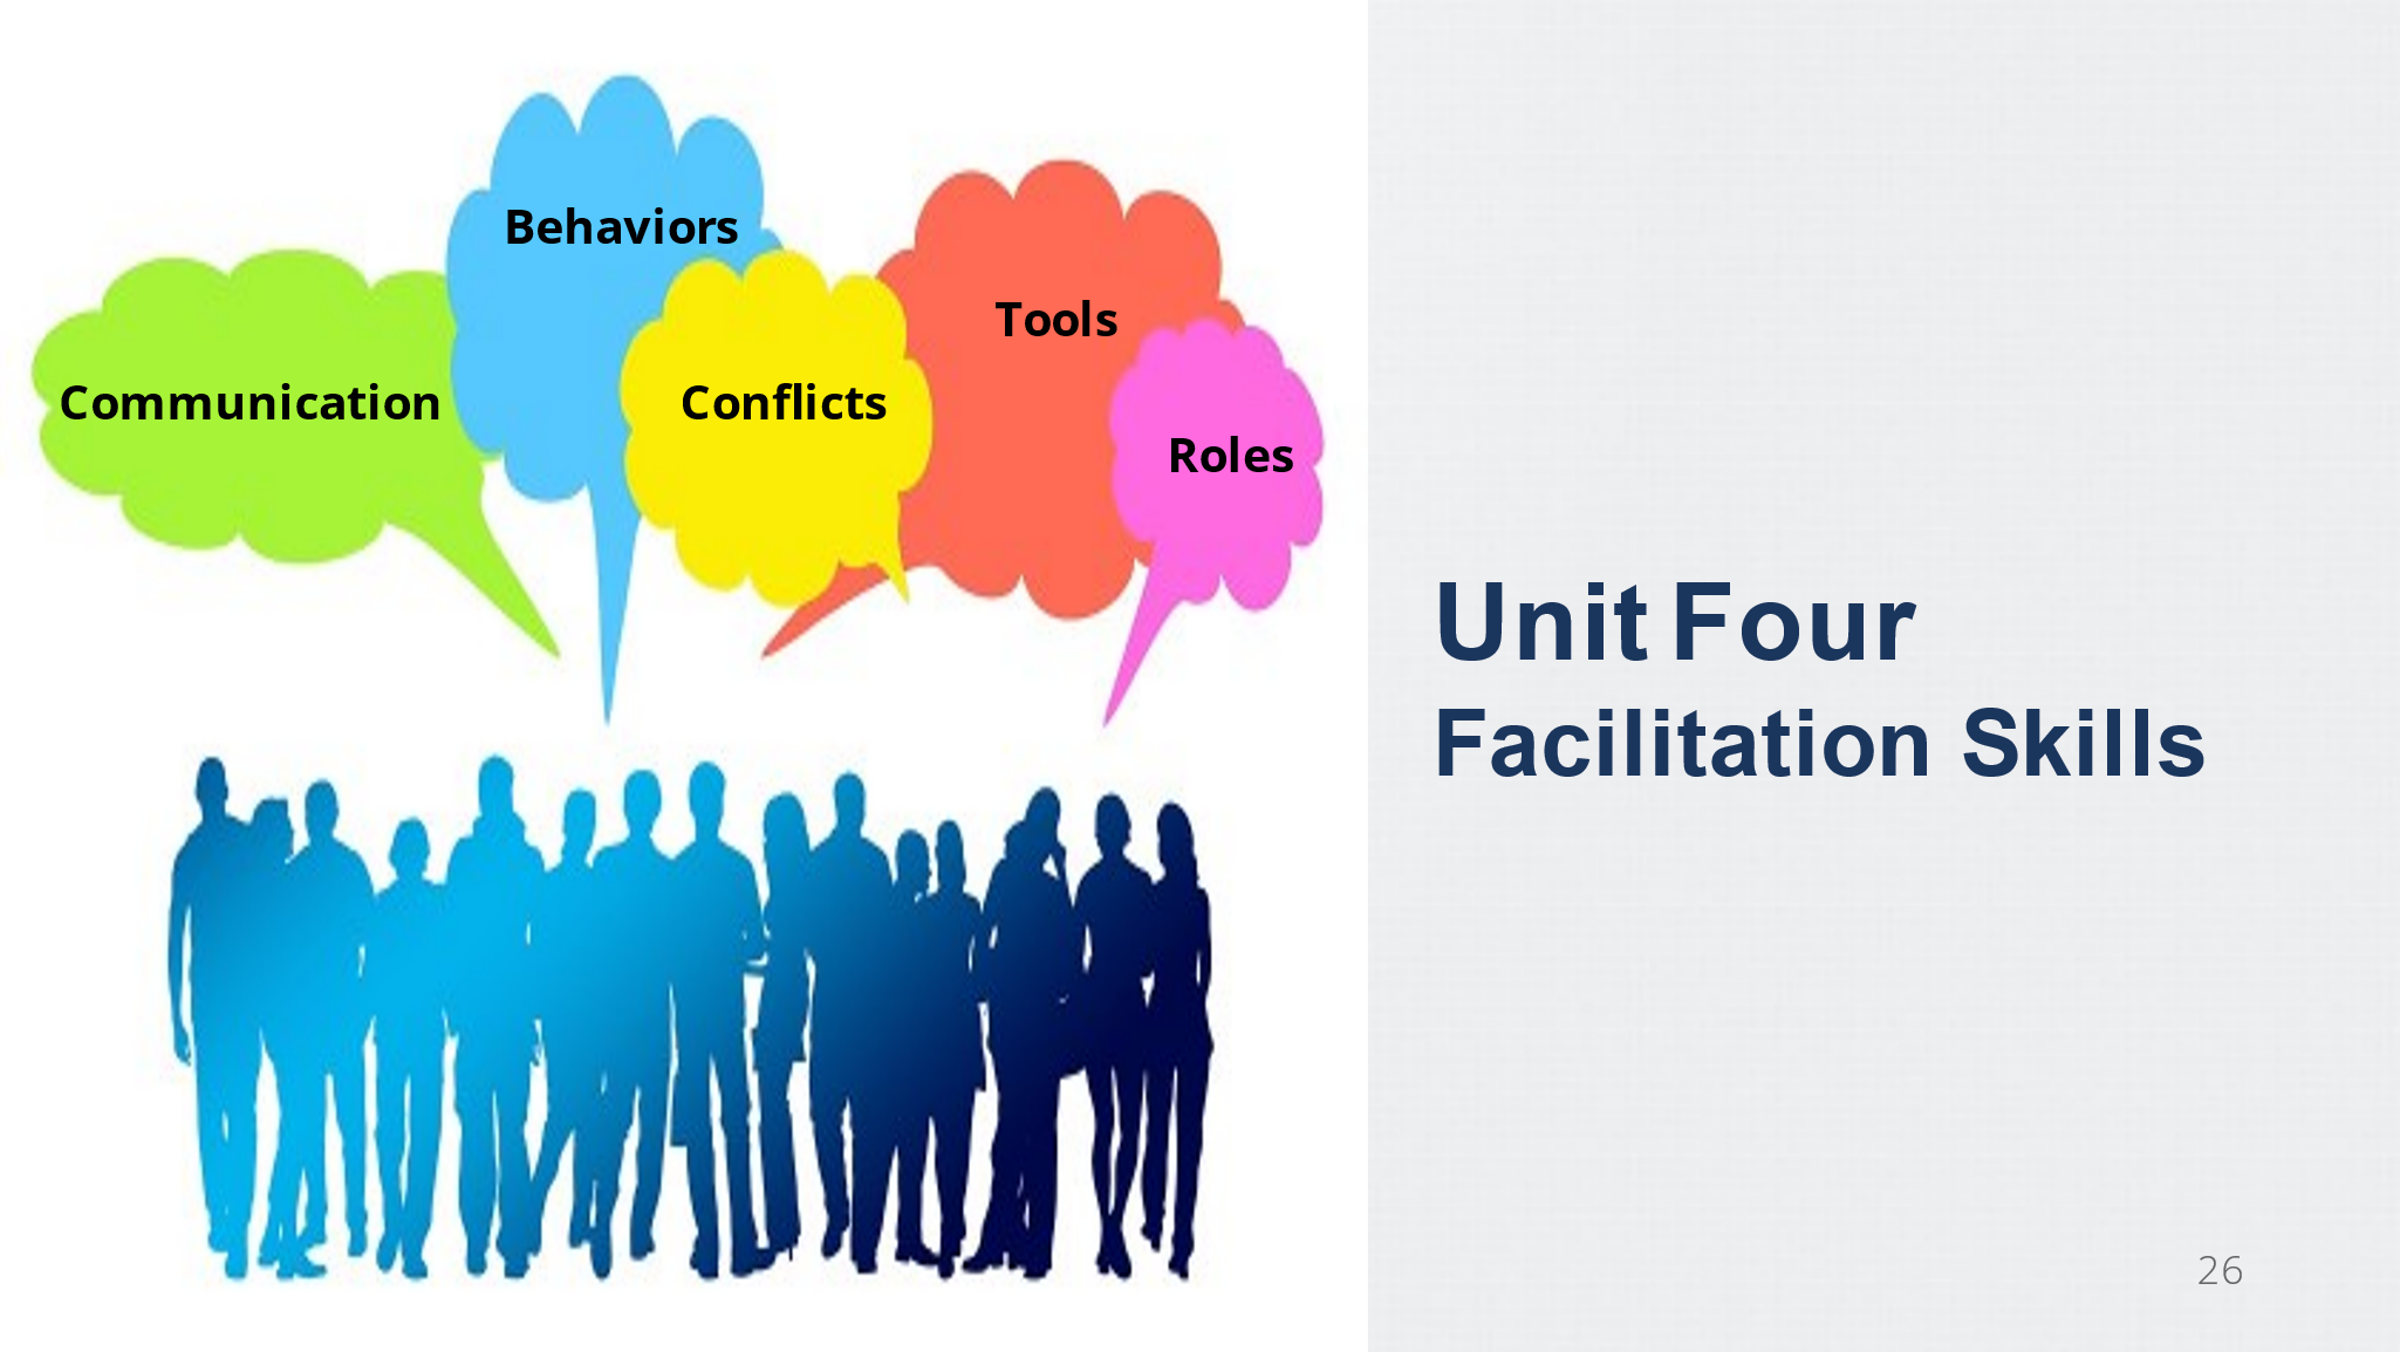 Behaviors
Tools
Communication
Conflicts
Roles
Unit Four
Facilitation Skills
26